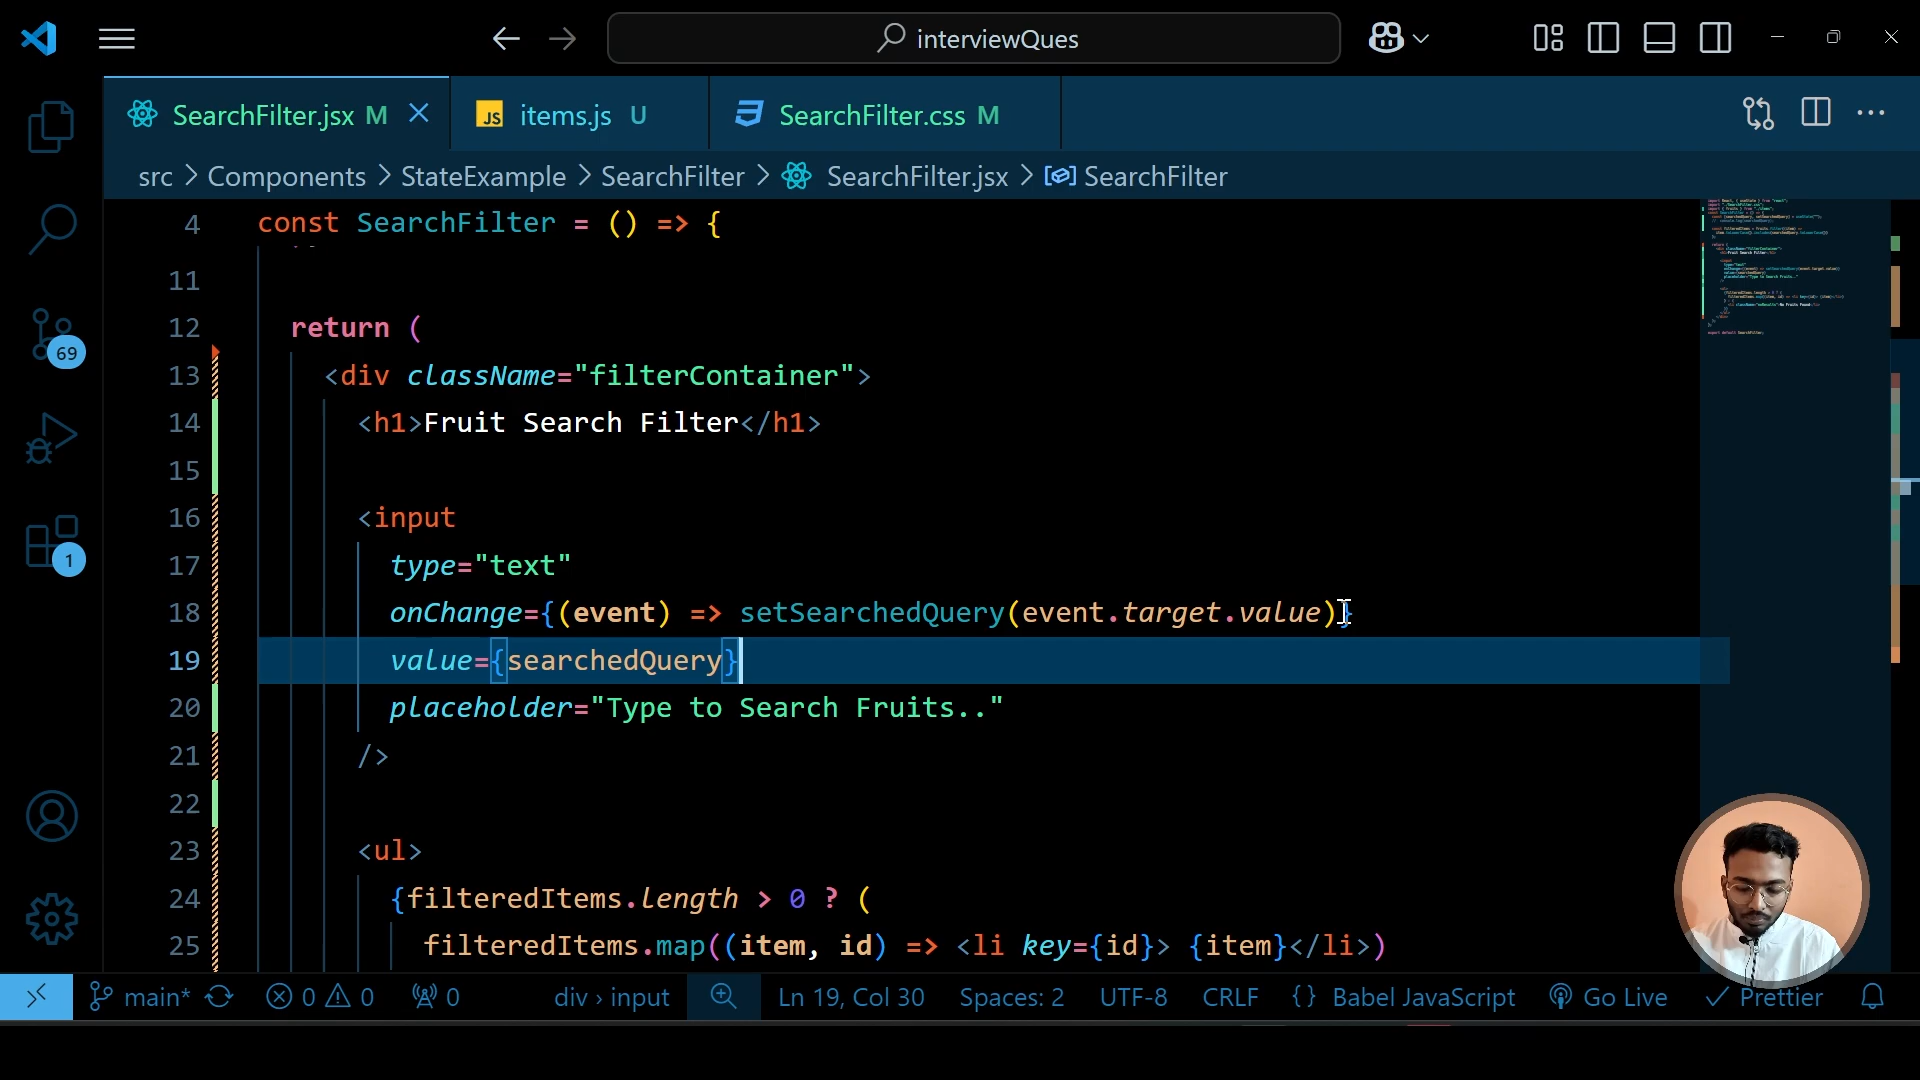 interviewQues
SearchFilter.jsx M
JS items.js U
SearchFilter.css M
src > Components > StateExample > SearchFilter > SearchFilter.jsx > SearchFilter
4 const SearchFilter = () => {
11
12 return (
13 <div className="filterContainer">
14 <h1>Fruit Search Filter</h1>
15
16 <input
17 type="text"
18 onChange={(event) => setSearchedQuery(event.target.value)}
19 value={searchedQuery}
20 placeholder="Type to Search Fruits.."
21 />
22
23 <ul>
24 {filteredItems.length > 0 ? (
25 filteredItems.map((item, id) => <li key={id}> {item}</li>)
69
1
main* 0 0 0 div › input Ln 19, Col 30 Spaces: 2 UTF-8 CRLF {} Babel JavaScript Go Live Prettier